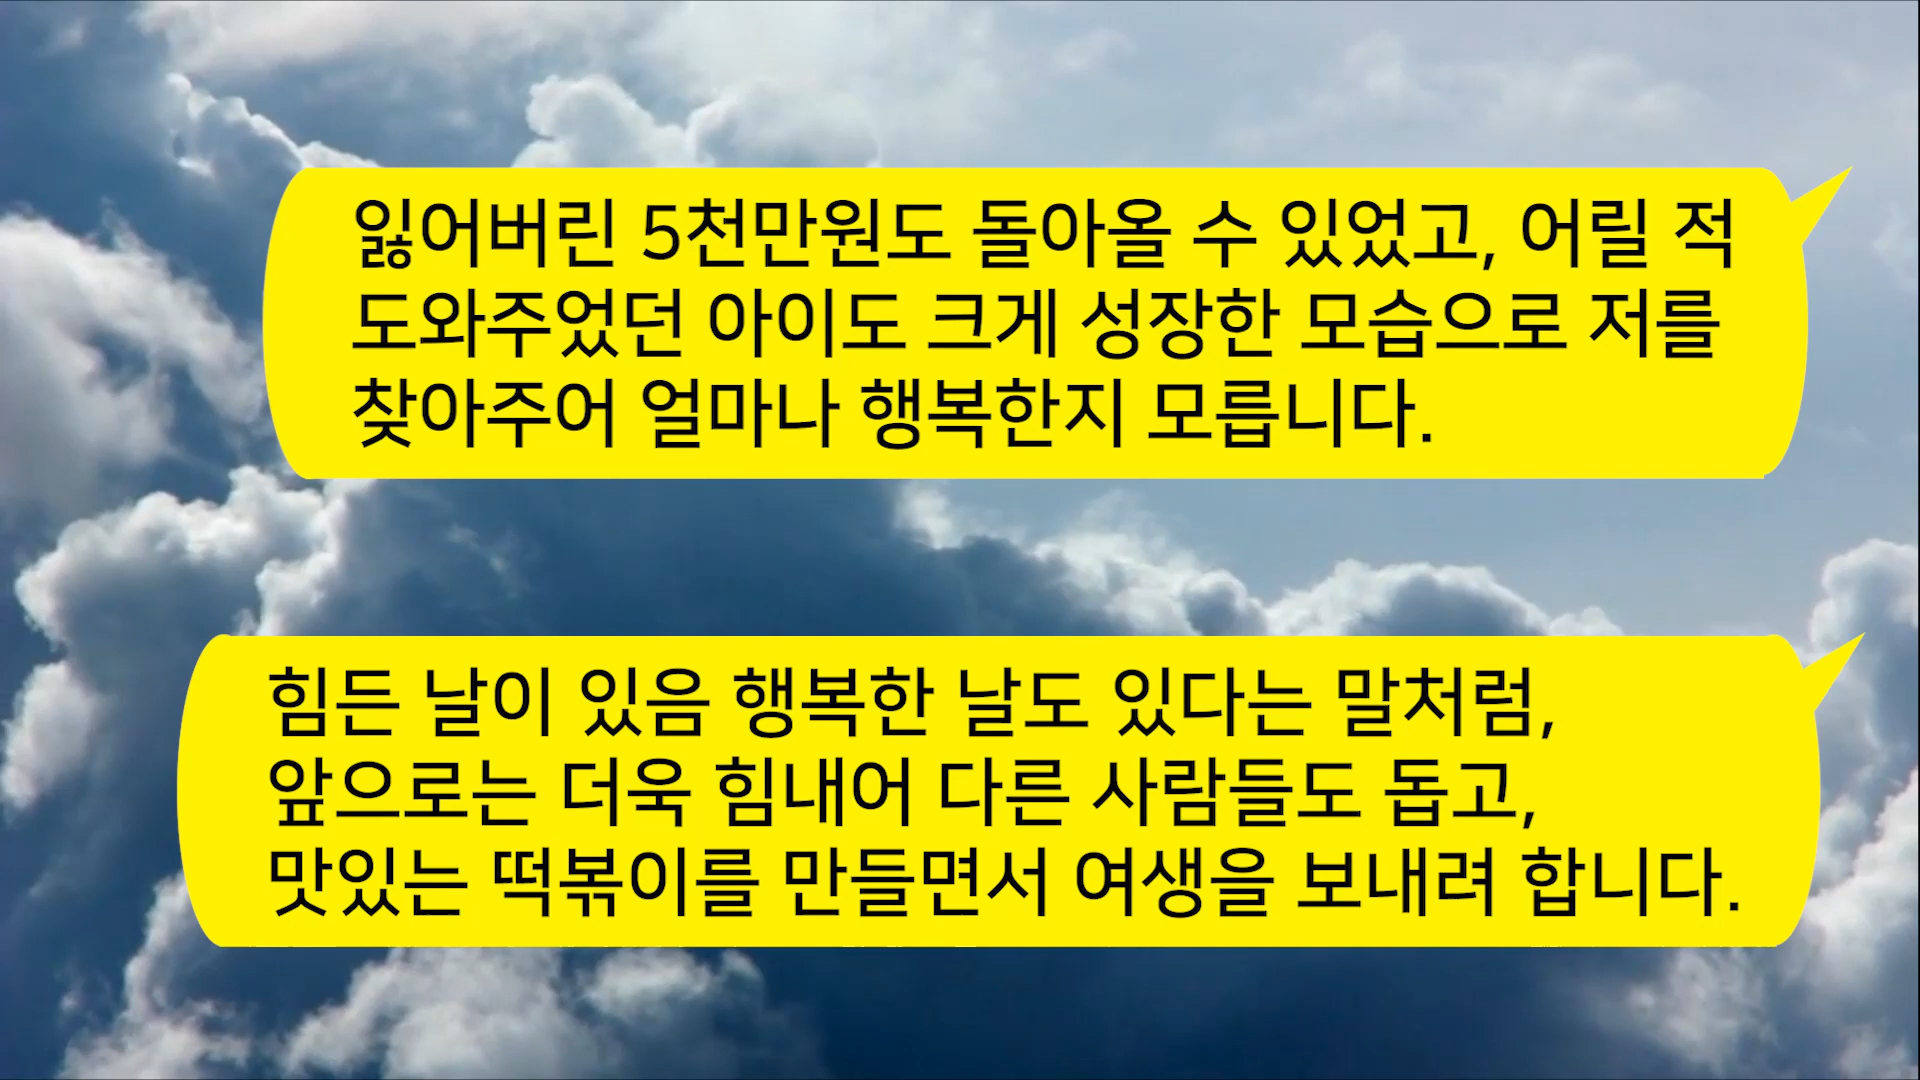 잃어버린 5천만원도 돌아올 수 있었고, 어릴 적
도와주었던 아이도 크게 성장한 모습으로 저를
찾아주어 얼마나 행복한지 모릅니다.
힘든 날이 있음 행복한 날도 있다는 말처럼,
앞으로는 더욱 힘내어 다른 사람들도 돕고,
맛있는 떡볶이를 만들면서 여생을 보내려 합니다.